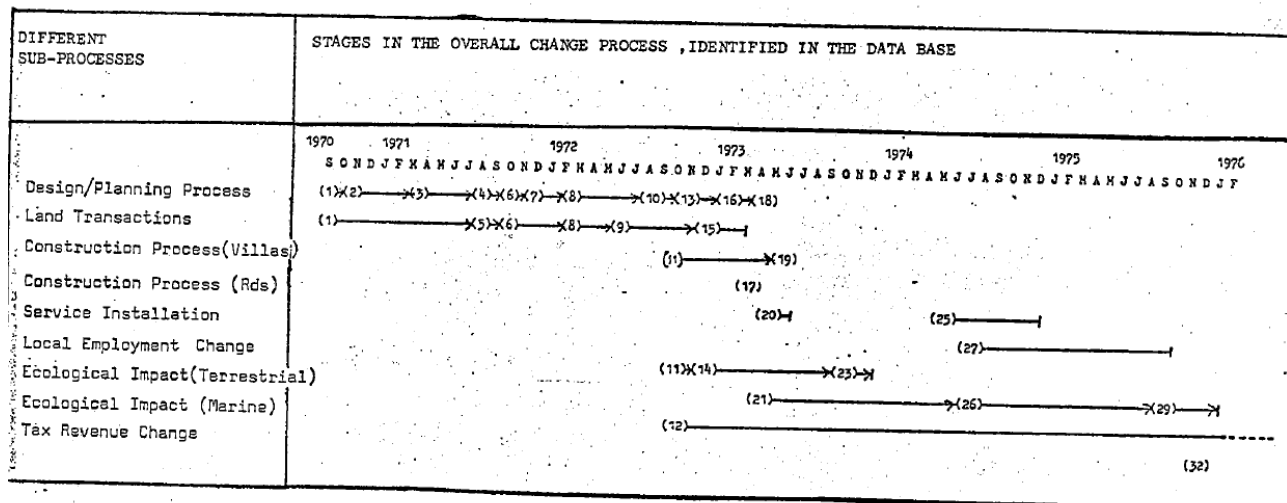 DIFFERENT
SUB-PROCESSES
STAGES IN THE OVERALL CHANGE PROCESS ,IDENTIFIED IN THE DATA BASE
1970 1971 1972 1973 1974 1975 1976
S O N D J F M A M J J A S O N D J F M A M J J A S O N D J F M A M J J A S O N D J F M A M J J A S O N D J F M A M J J A S O N D J F
Design/Planning Process (1) (2) (3) (4) (6) (7) (8) (10) (13) (16) (18)
Land Transactions (1) (5) (6) (8) (9) (15)
Construction Process(Villas) (11) (19)
Construction Process (Rds) (17)
Service Installation (20) (25)
Local Employment Change (27)
Ecological Impact(Terrestrial) (11) (14) (23)
Ecological Impact (Marine) (21) (26) (29)
Tax Revenue Change (12)
(32)